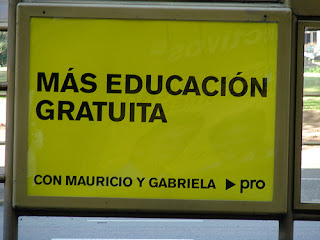 MÁS EDUCACIÓN
GRATUITA
CON MAURICIO Y GABRIELA ▶ pro